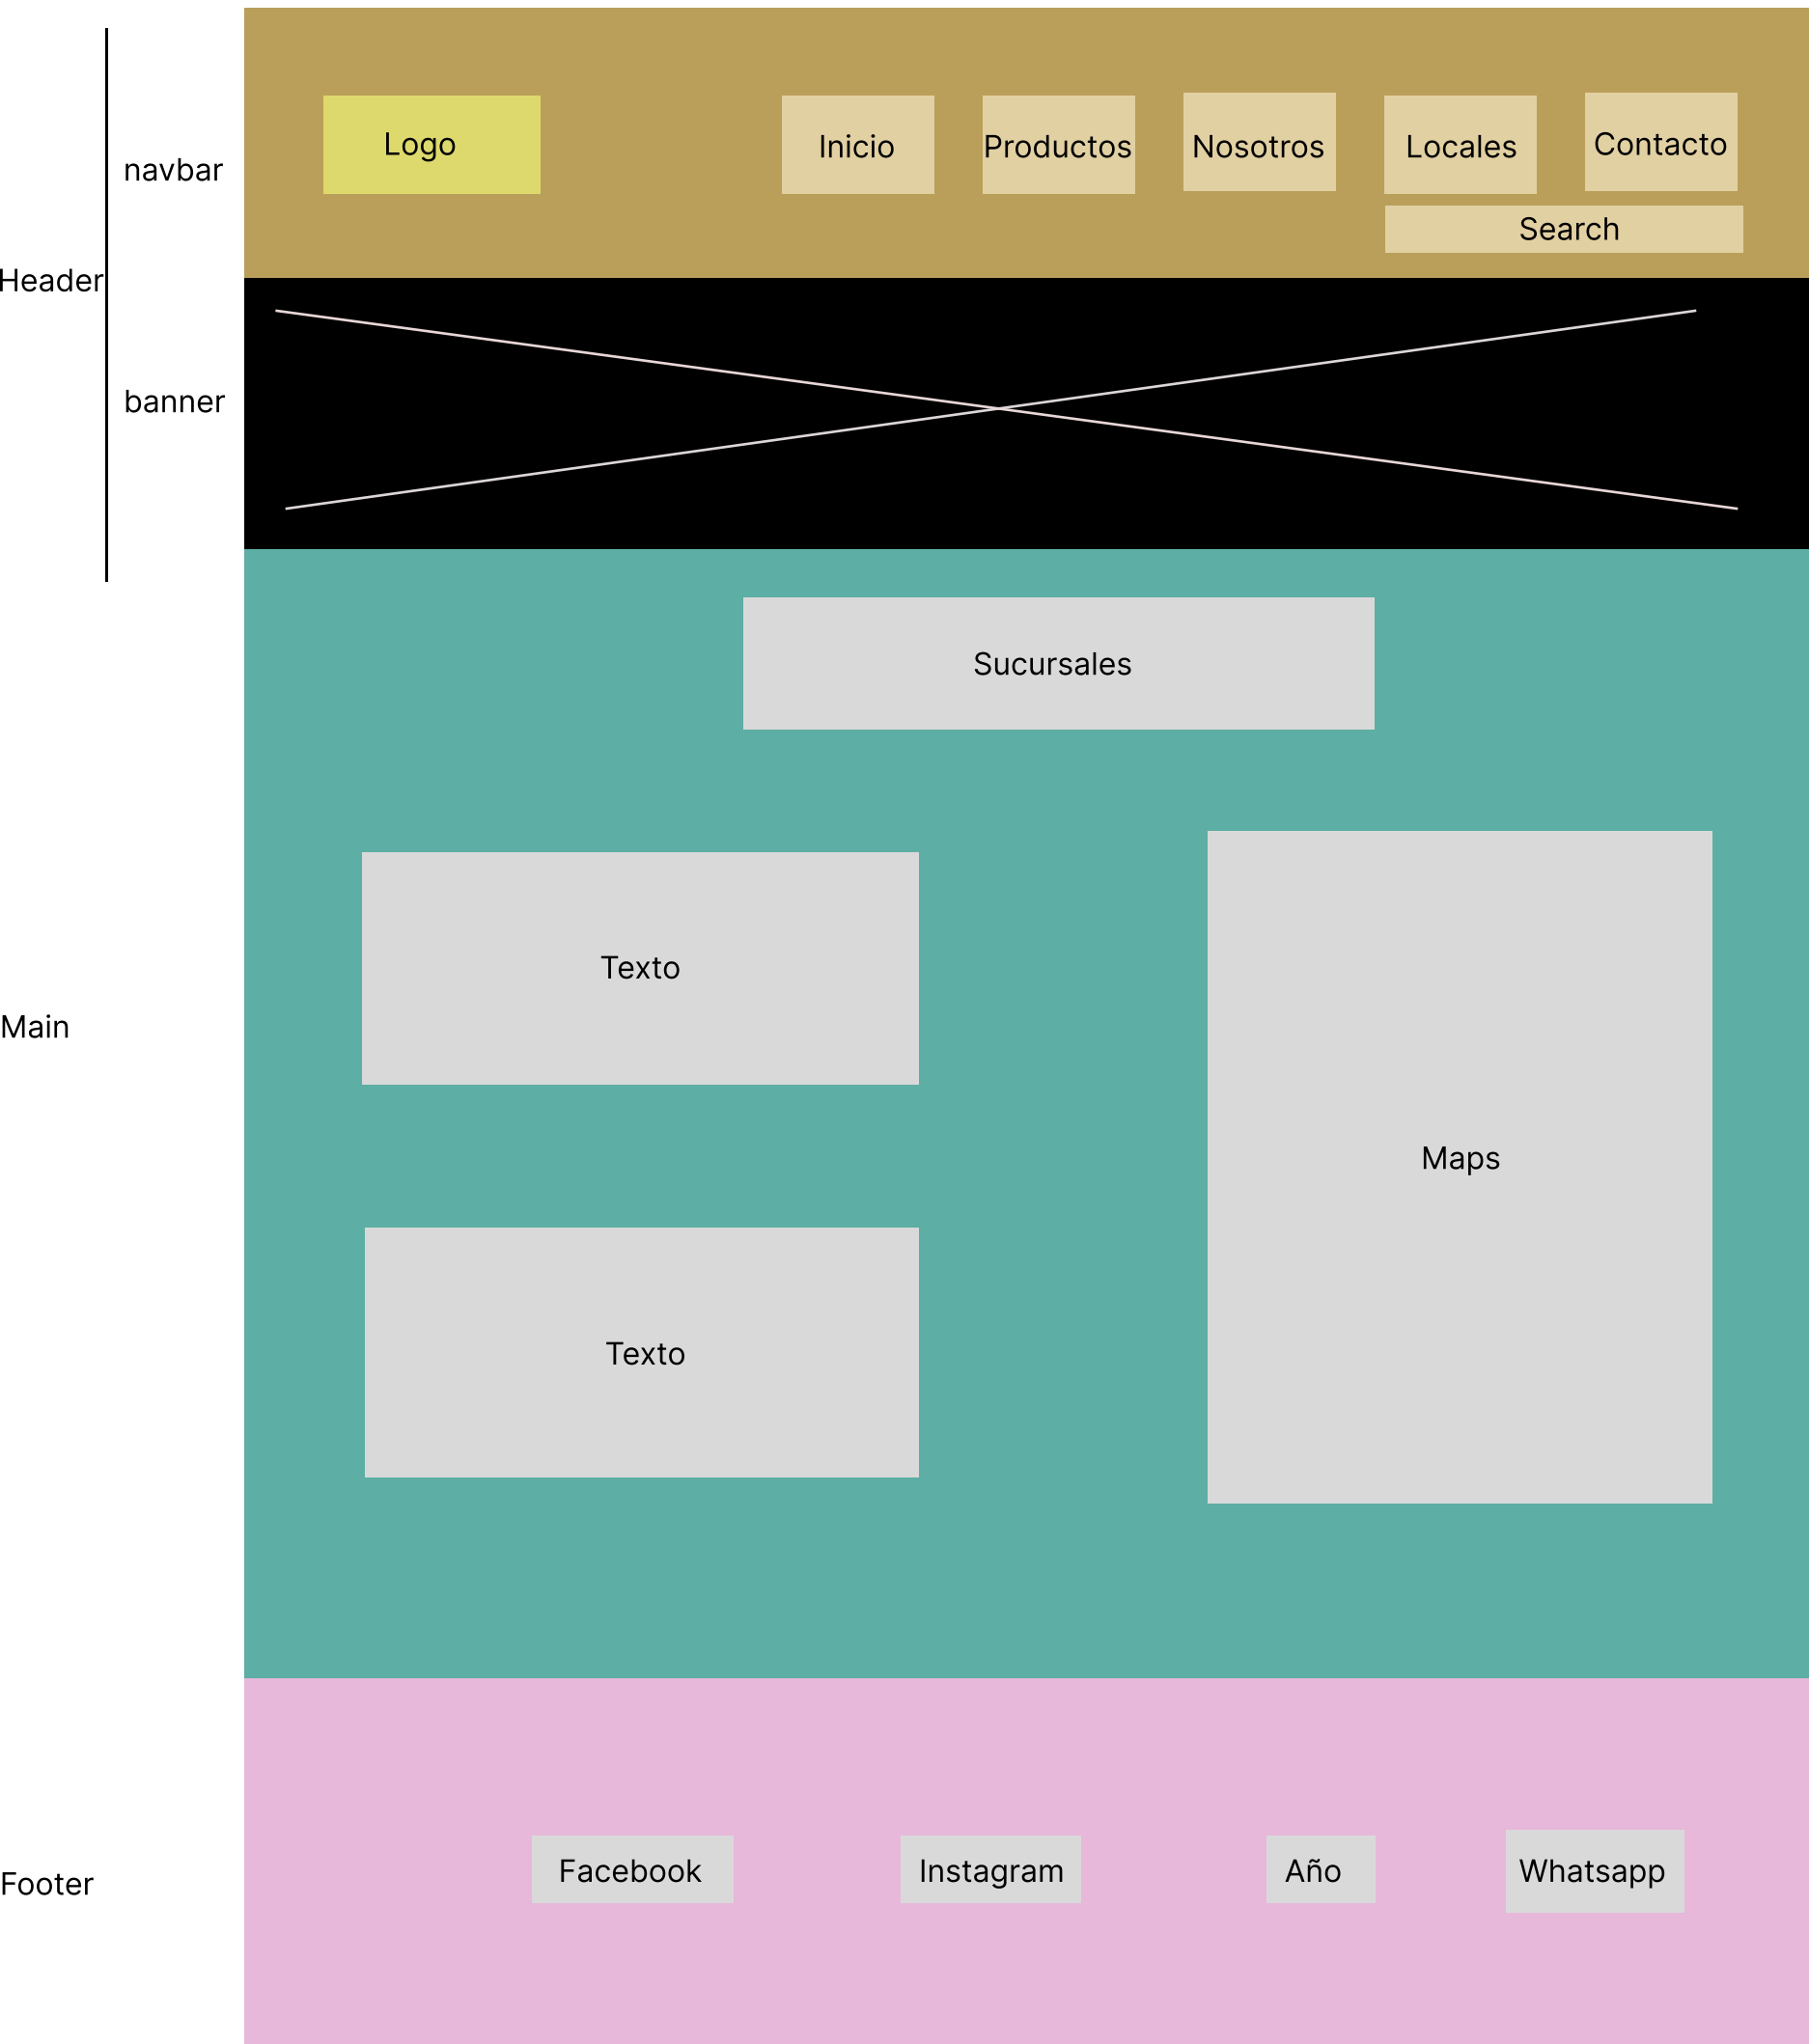 Logo
Inicio
Productos
Nosotros
Locales
Contacto
navbar
Search
Header
banner
Sucursales
Texto
Main
Maps
Texto
Facebook
Instagram
Año
Whatsapp
Footer